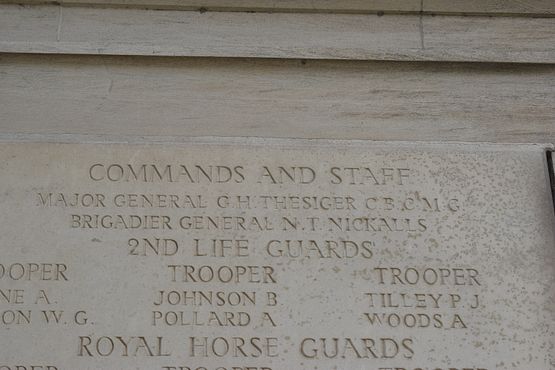 COMMANDS AND STAFF
MAJOR GENERAL G.H. THESIGER C.B. C.M.G
BRIGADIER GENERAL N.T. NICKALLS
2ND LIFE GUARDS
TROOPER TROOPER
A. JOHNSON B TILLEY P.J
W.G. POLLARD A WOODS A
ROYAL HORSE GUARDS
TROOPER